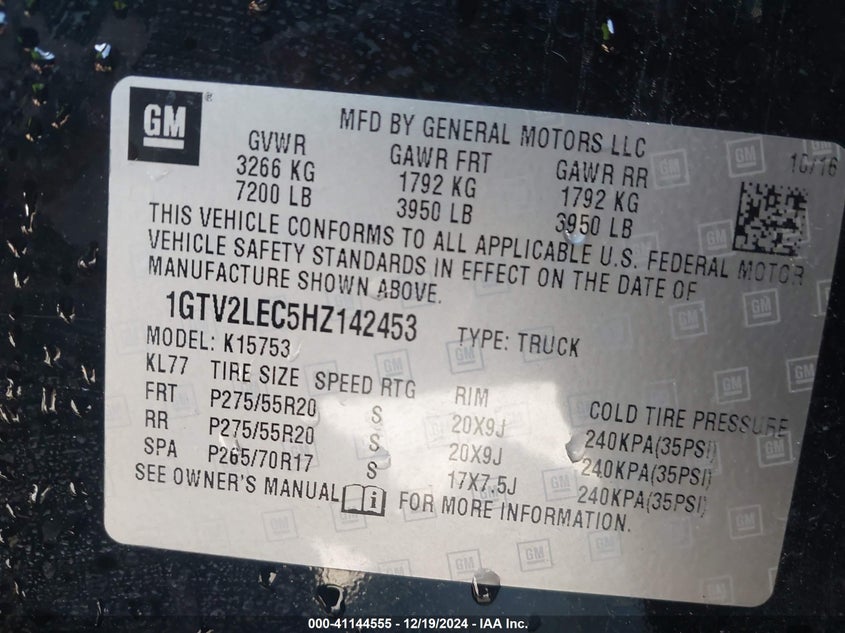 GM
MFD BY GENERAL MOTORS LLC
10/16
GVWR GAWR FRT GAWR RR
3266 KG 1792 KG 1792 KG
7200 LB 3950 LB 3950 LB
THIS VEHICLE CONFORMS TO ALL APPLICABLE U.S. FEDERAL MOTOR
VEHICLE SAFETY STANDARDS IN EFFECT ON THE DATE OF
MANUFACTURE SHOWN ABOVE.
1GTV2LEC5HZ142453
MODEL: K15753 TYPE: TRUCK
KL77 TIRE SIZE SPEED RTG RIM COLD TIRE PRESSURE
FRT P275/55R20 S 20X9J 240KPA(35PSI)
RR P275/55R20 S 20X9J 240KPA(35PSI)
SPA P265/70R17 S 17X7.5J 240KPA(35PSI)
SEE OWNER'S MANUAL FOR MORE INFORMATION.
000-41144555 - 12/19/2024 - IAA Inc.